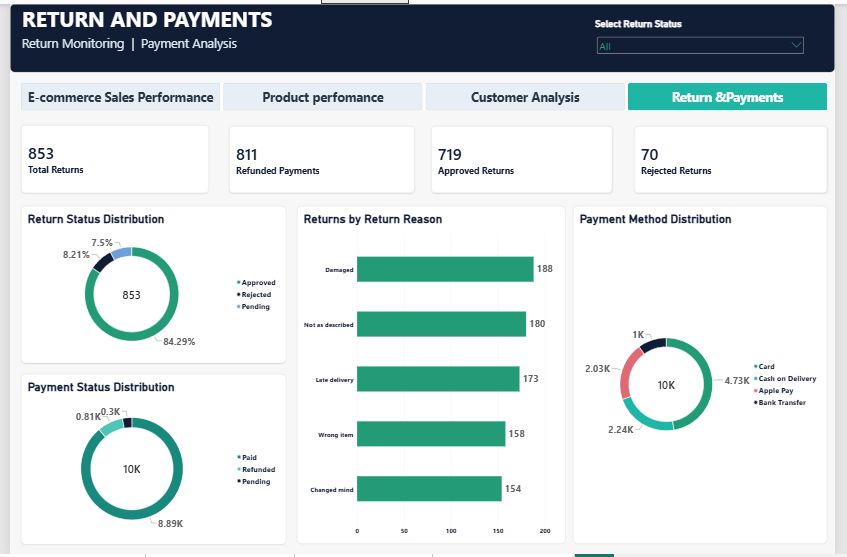 RETURN AND PAYMENTS
Return Monitoring | Payment Analysis
Select Return Status
All
E-commerce Sales Performance
Product perfomance
Customer Analysis
Return &Payments
853
Total Returns
811
Refunded Payments
719
Approved Returns
70
Rejected Returns
Return Status Distribution
7.5%
8.21%
853
84.29%
Approved
Rejected
Pending
Payment Status Distribution
0.3K
0.81K
10K
8.89K
Paid
Refunded
Pending
Returns by Return Reason
Damaged
188
Not as described
180
Late delivery
173
Wrong item
158
Changed mind
154
0
50
100
150
200
Payment Method Distribution
1K
2.03K
10K
4.73K
2.24K
Card
Cash on Delivery
Apple Pay
Bank Transfer